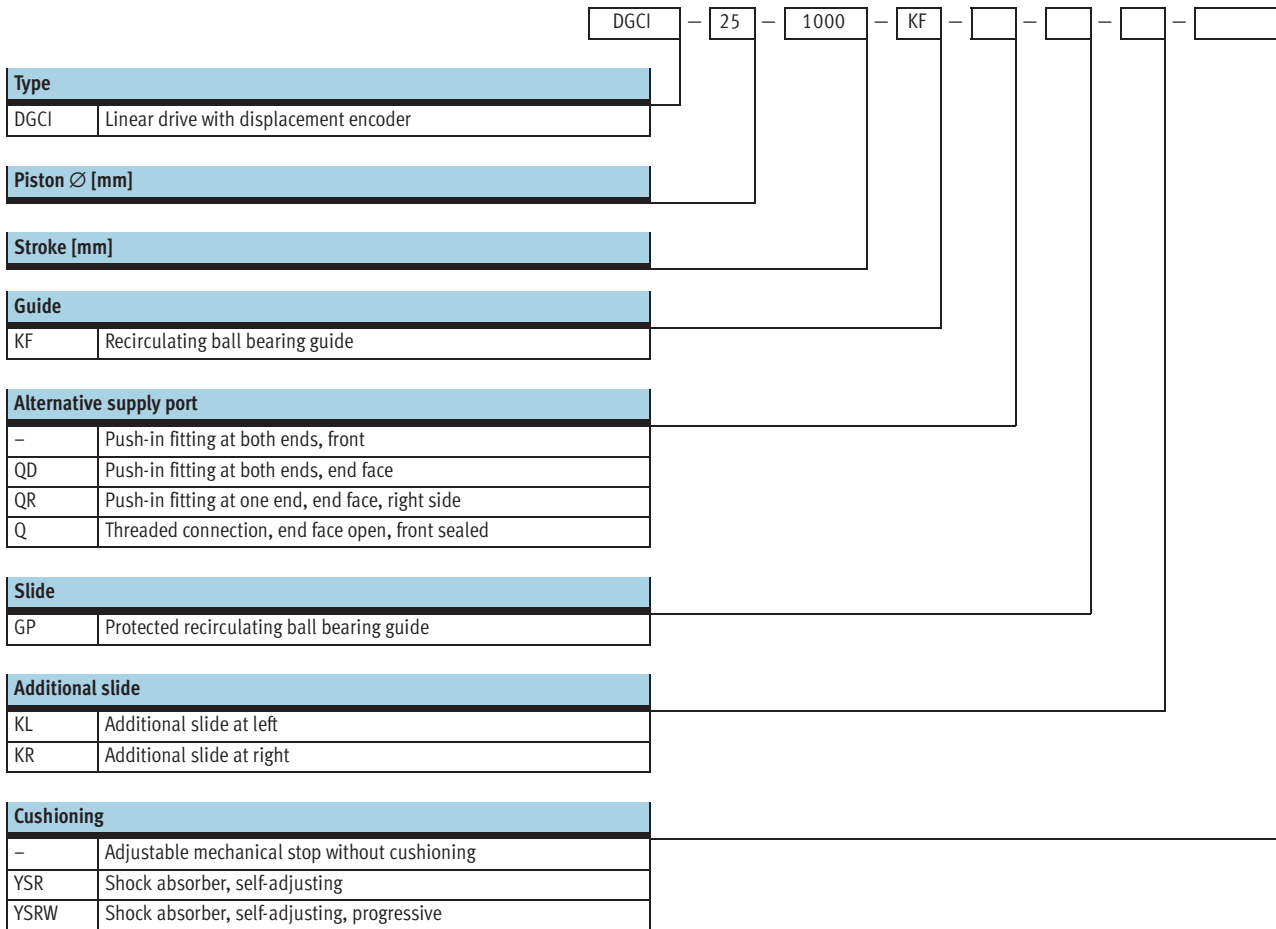 DGCI – 25 – 1000 – KF – – – –
Type
DGCI Linear drive with displacement encoder
Piston ∅ [mm]
Stroke [mm]
Guide
KF Recirculating ball bearing guide
Alternative supply port
– Push-in fitting at both ends, front
QD Push-in fitting at both ends, end face
QR Push-in fitting at one end, end face, right side
Q Threaded connection, end face open, front sealed
Slide
GP Protected recirculating ball bearing guide
Additional slide
KL Additional slide at left
KR Additional slide at right
Cushioning
– Adjustable mechanical stop without cushioning
YSR Shock absorber, self-adjusting
YSRW Shock absorber, self-adjusting, progressive